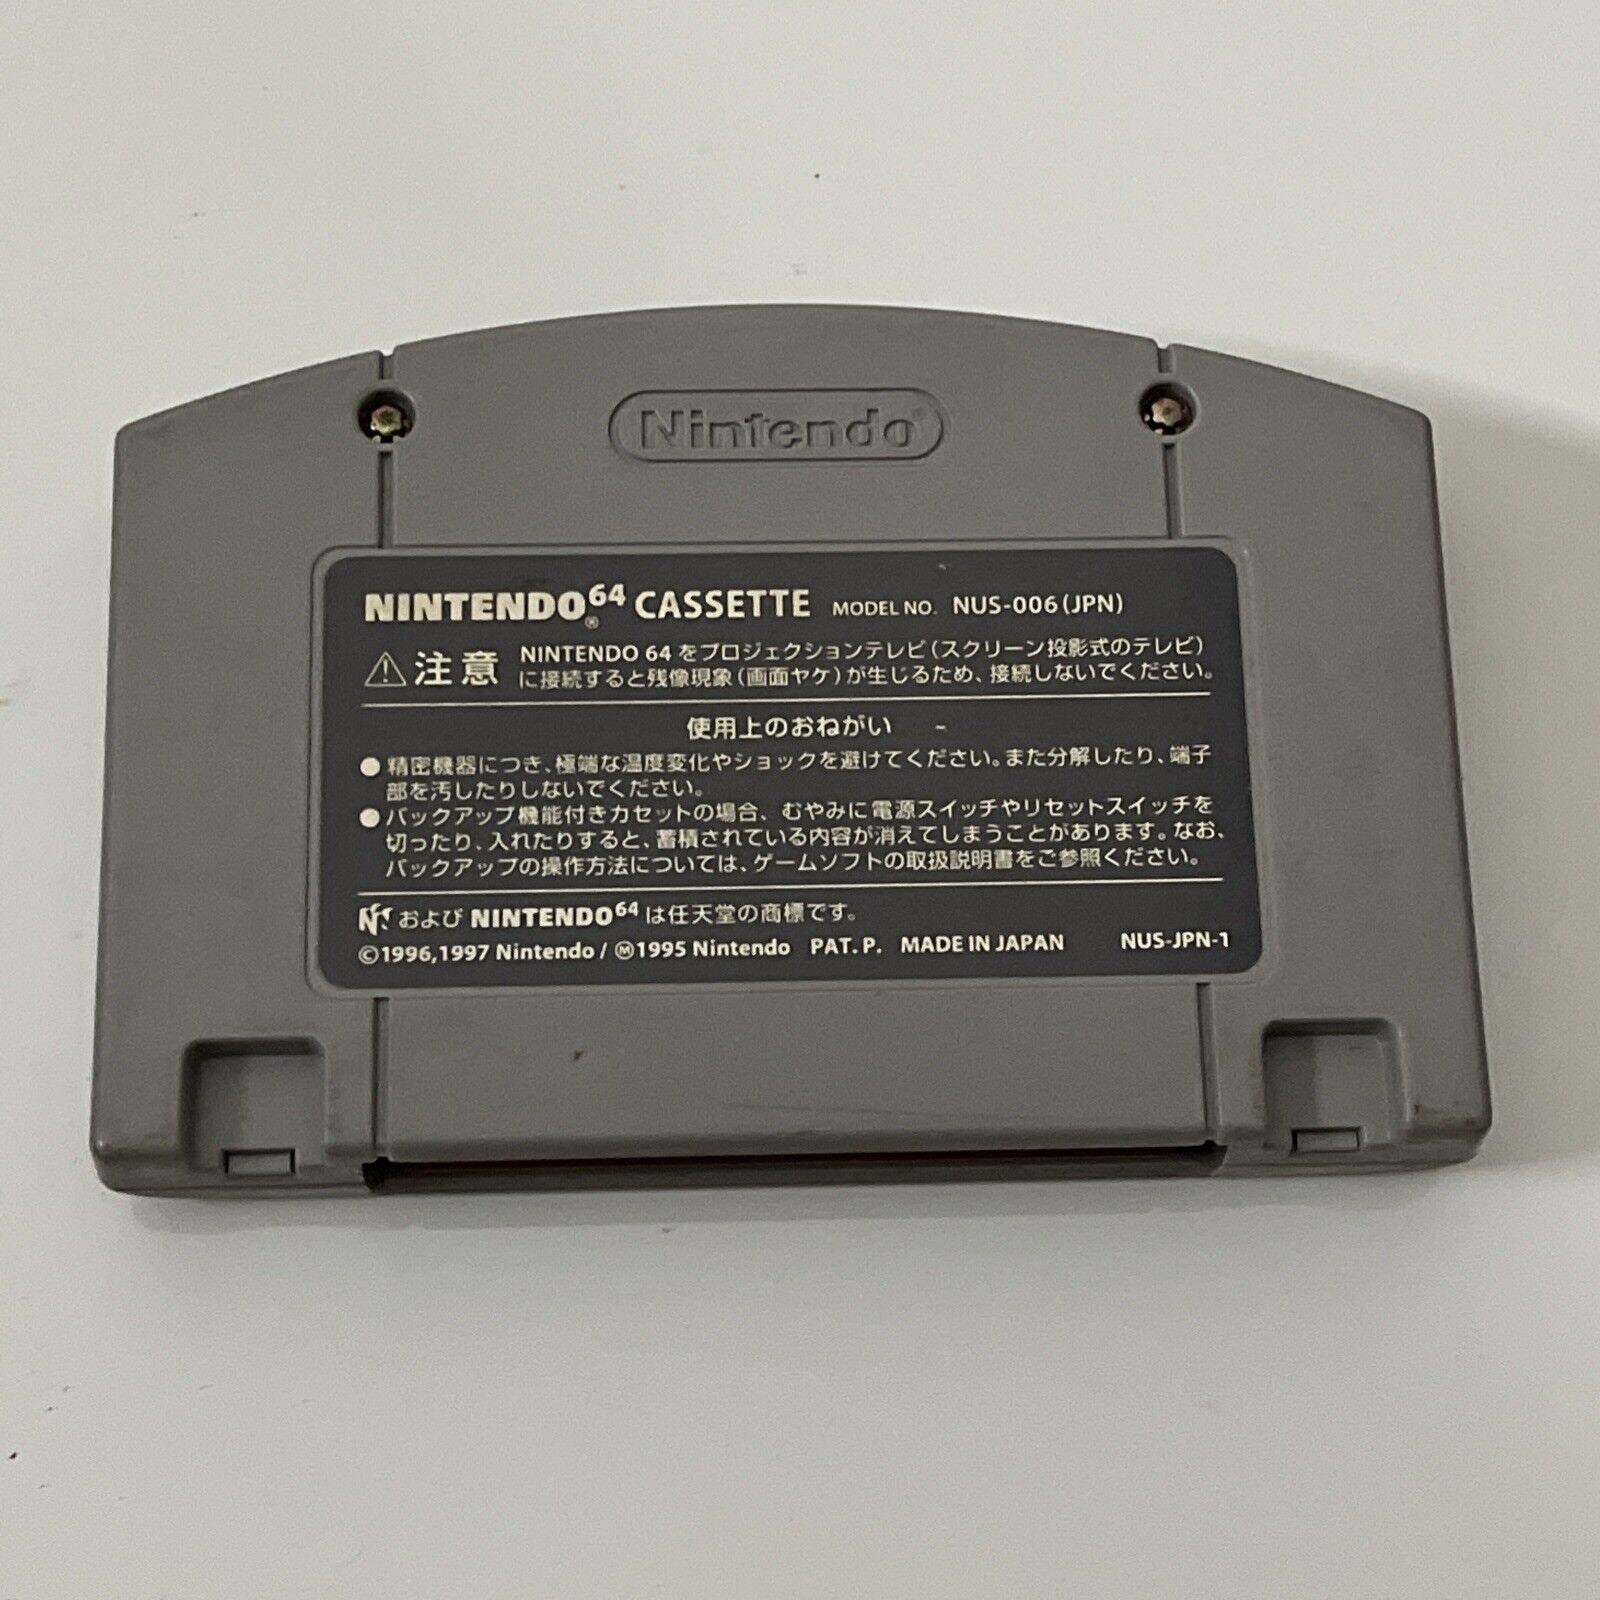 Nintendo®
NINTENDO64® CASSETTE MODEL NO. NUS-006(JPN)
⚠注意 NINTENDO 64 をプロジェクションテレビ(スクリーン投影式のテレビ)
に接続すると残像現象(画面ヤケ)が生じるため、接続しないでください。
使用上のおねがい
●精密機器につき、極端な温度変化やショックを避けてください。また分解したり、端子
部を汚したりしないでください。
●バックアップ機能付きカセットの場合、むやみに電源スイッチやリセットスイッチを
切ったり、入れたりすると、蓄積されている内容が消えてしまうことがあります。なお、
バックアップの操作方法については、ゲームソフトの取扱説明書をご参照ください。
N および NINTENDO64 は任天堂の商標です。
©1996,1997 Nintendo / Ⓜ1995 Nintendo PAT. P. MADE IN JAPAN NUS-JPN-1